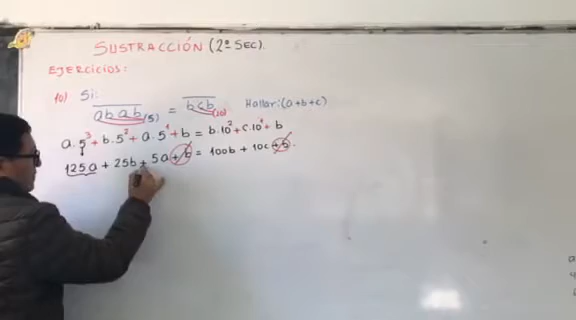 SUSTRACCIÓN (2º SEC).
EJERCICIOS:
10) Si: Hallar: (a+b+c)
abab(5) = bcb(10)
a.5³+b.5²+a.5¹+b = b.10²+c.10¹+b
125a + 25b + 5a + b = 100b + 10c + b.